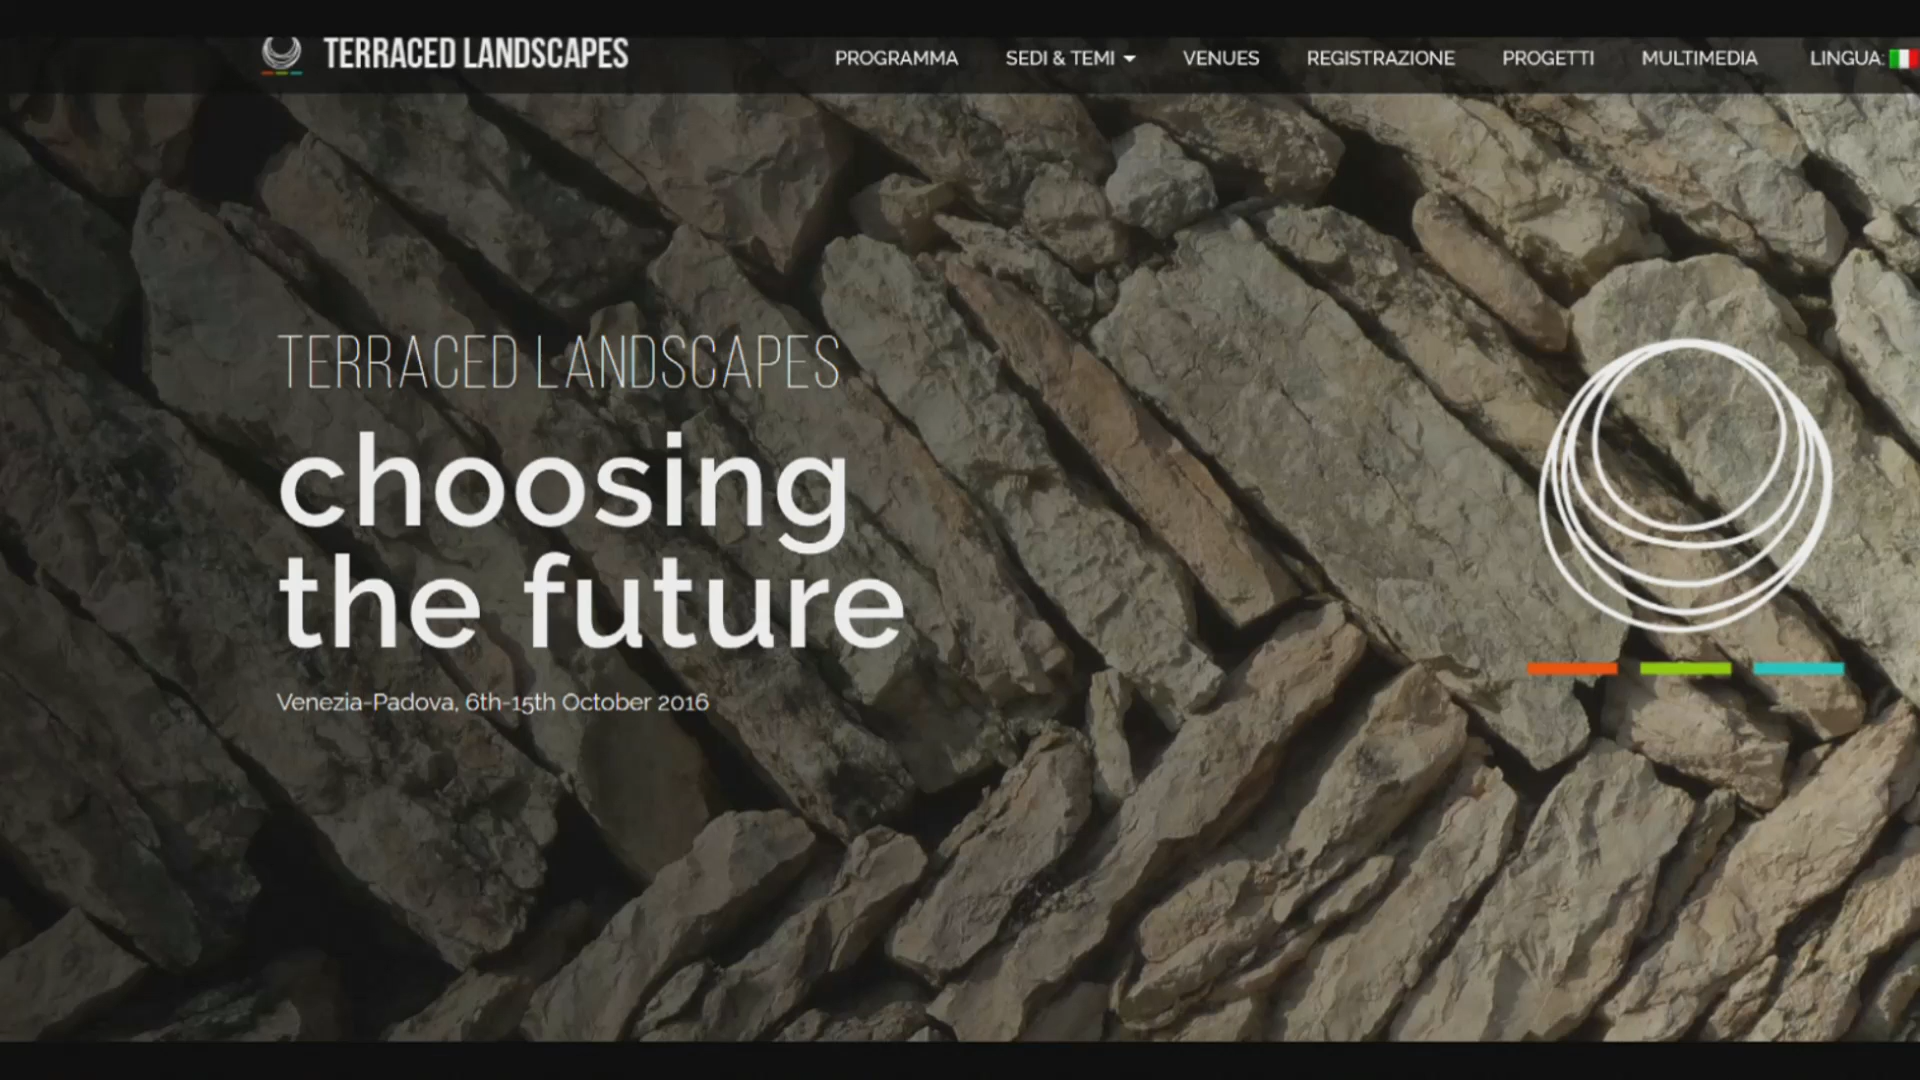 TERRACED LANDSCAPES
PROGRAMMA SEDI & TEMI VENUES REGISTRAZIONE PROGETTI MULTIMEDIA LINGUA:
TERRACED LANDSCAPES
choosing
the future
Venezia-Padova, 6th-15th October 2016